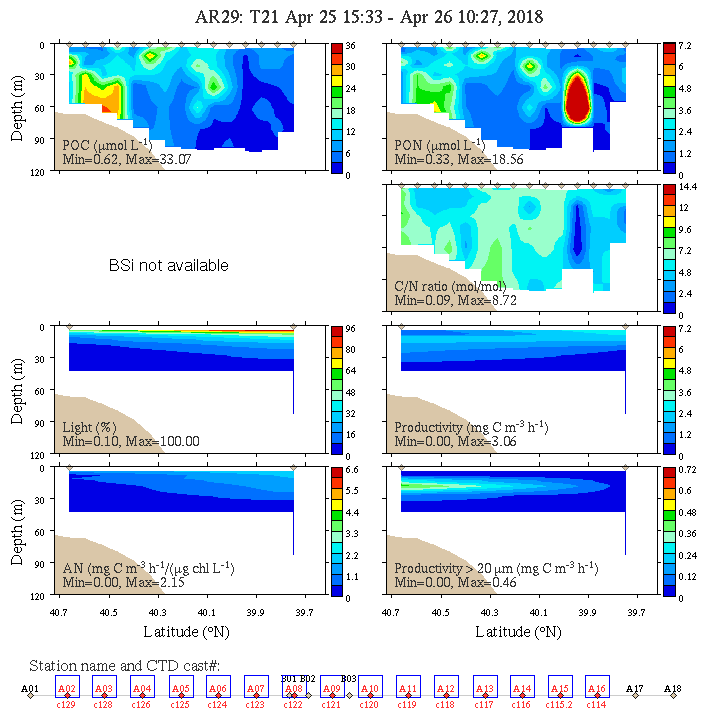 AR29: T21 Apr 25 15:33 - Apr 26 10:27, 2018
0
30
60
90
120
Depth (m)
POC (μmol L⁻¹)
Min=0.62, Max=33.07
36
30
24
18
12
6
0
PON (μmol L⁻¹)
Min=0.33, Max=18.56
7.2
6
4.8
3.6
2.4
1.2
0
BSi not available
C/N ratio (mol/mol)
Min=0.09, Max=8.72
14.4
12
9.6
7.2
4.8
2.4
0
0
30
60
90
120
Depth (m)
Light (%)
Min=0.10, Max=100.00
96
80
64
48
32
16
0
Productivity (mg C m⁻³ h⁻¹)
Min=0.00, Max=3.06
7.2
6
4.8
3.6
2.4
1.2
0
0
30
60
90
120
Depth (m)
AN (mg C m⁻³ h⁻¹/(μg chl L⁻¹)
Min=0.00, Max=2.15
6.6
5.5
4.4
3.3
2.2
1.1
0
Productivity > 20 μm (mg C m⁻³ h⁻¹)
Min=0.00, Max=0.46
0.72
0.6
0.48
0.36
0.24
0.12
0
40.7 40.5 40.3 40.1 39.9 39.7
Latitude (°N)
40.7 40.5 40.3 40.1 39.9 39.7
Latitude (°N)
Station name and CTD cast#:
B01 B02 B03
A01 A02 A03 A04 A05 A06 A07 A08 A09 A10 A11 A12 A13 A14 A15 A16 A17 A18
c129 c128 c126 c125 c124 c123 c122 c121 c120 c119 c118 c117 c116 c115.2 c114